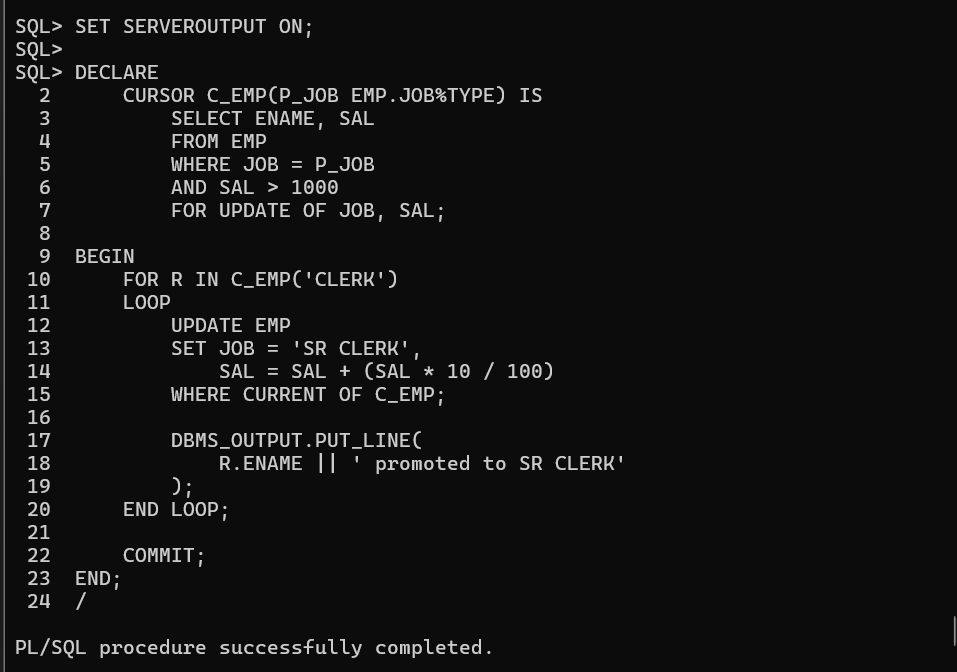 SQL> SET SERVEROUTPUT ON;
SQL>
SQL> DECLARE
  2      CURSOR C_EMP(P_JOB EMP.JOB%TYPE) IS
  3          SELECT ENAME, SAL
  4          FROM EMP
  5          WHERE JOB = P_JOB
  6          AND SAL > 1000
  7          FOR UPDATE OF JOB, SAL;
  8
  9  BEGIN
 10      FOR R IN C_EMP('CLERK')
 11      LOOP
 12          UPDATE EMP
 13          SET JOB = 'SR CLERK',
 14              SAL = SAL + (SAL * 10 / 100)
 15          WHERE CURRENT OF C_EMP;
 16
 17          DBMS_OUTPUT.PUT_LINE(
 18              R.ENAME || ' promoted to SR CLERK'
 19          );
 20      END LOOP;
 21
 22      COMMIT;
 23  END;
 24  /

PL/SQL procedure successfully completed.